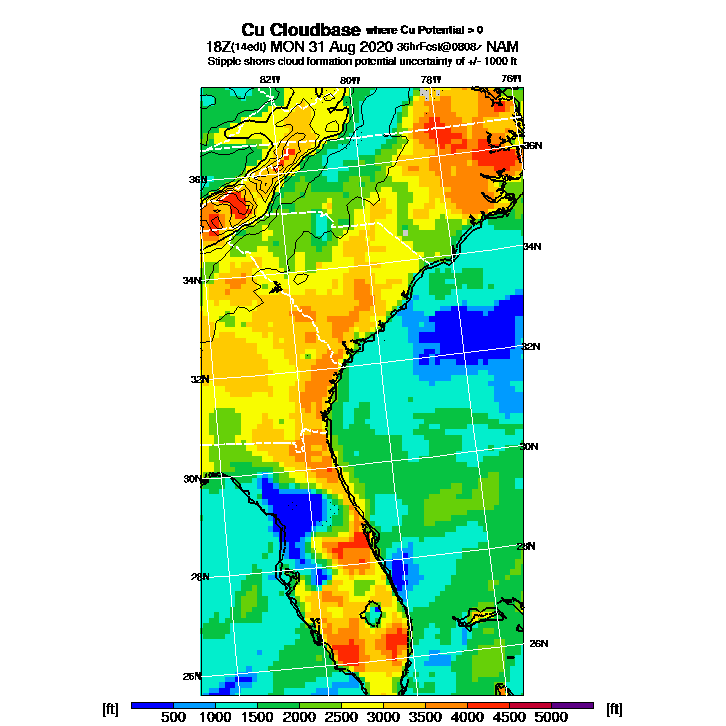 Cu Cloudbase where Cu Potential > 0
18Z(14edt) MON 31 Aug 2020 36hrFcst@0808z NAM
Stipple shows cloud formation potential uncertainty of +/- 1000 ft
82W 80W 78W 76W
36N
36N
34N
34N
32N
32N
30N
30N
28N
28N
26N
26N
[ft] 500 1000 1500 2000 2500 3000 3500 4000 4500 5000 [ft]